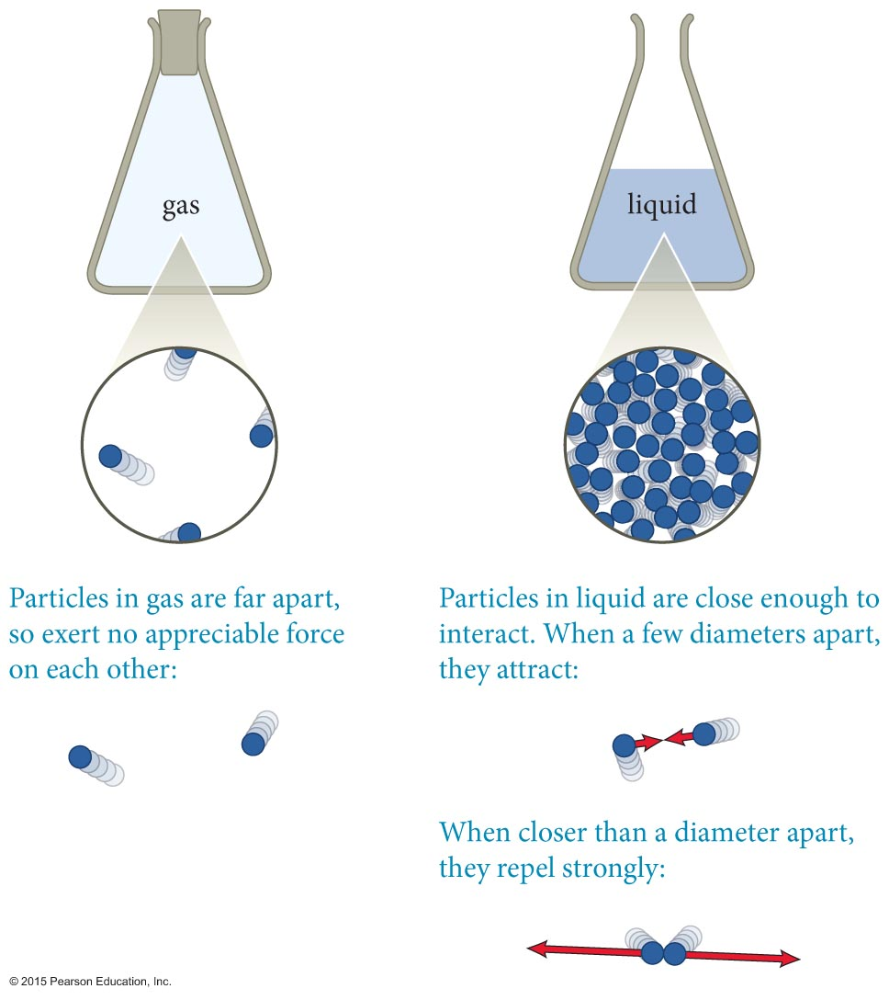 gas
liquid
Particles in gas are far apart,
so exert no appreciable force
on each other:
Particles in liquid are close enough to
interact. When a few diameters apart,
they attract:
When closer than a diameter apart,
they repel strongly:
© 2015 Pearson Education, Inc.